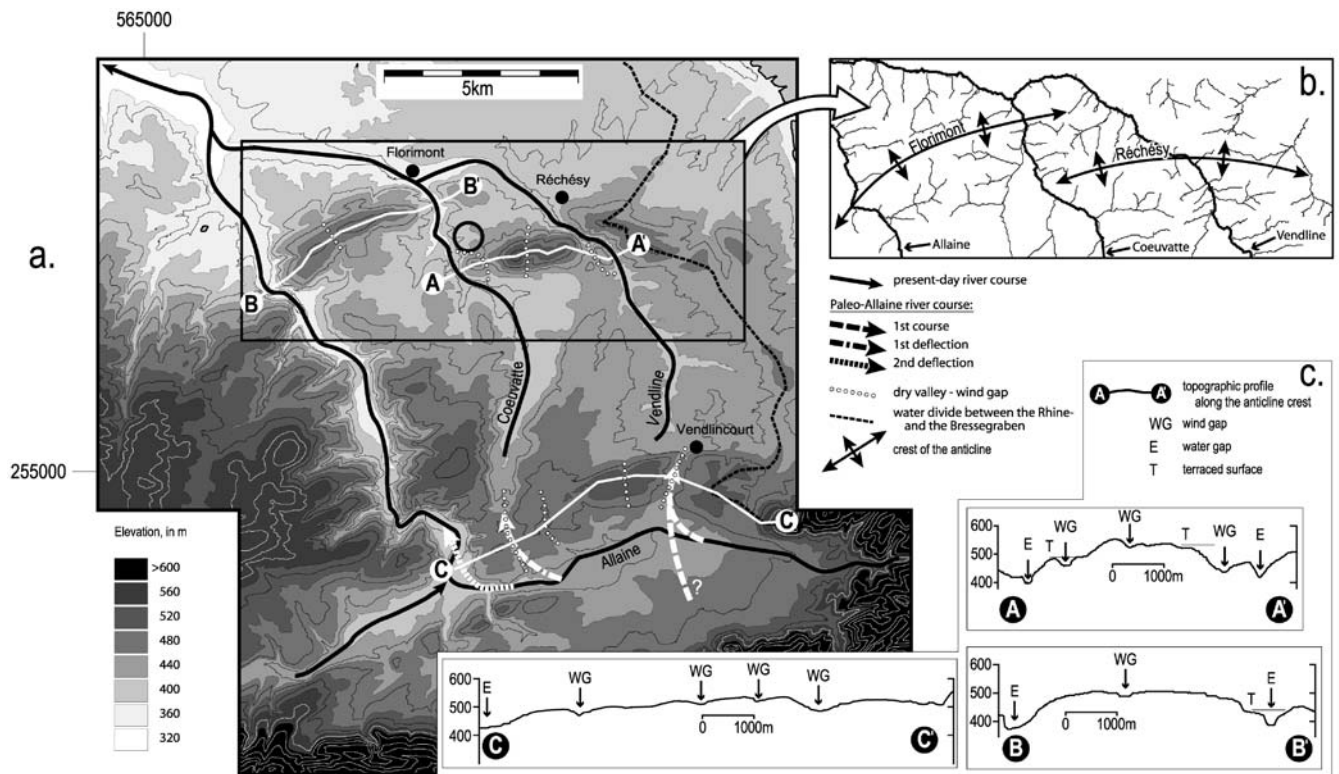 565000
5km
a.
Florimont
B'
Réchésy
A'
A
B
Coeuvatte
Vendline
Vendlincourt
255000
C'
C
Allaine
?
Elevation, in m
>600
560
520
480
440
400
360
320
b.
Florimont
Réchésy
Allaine
Coeuvatte
Vendline
present-day river course
Paleo-Allaine river course:
1st course
1st deflection
2nd deflection
dry valley - wind gap
water divide between the Rhine-
and the Bressegraben
crest of the anticline
c.
A A' topographic profile
along the anticline crest
WG wind gap
E water gap
T terraced surface
600
500
400
E T WG WG T WG E
0 1000m
A A'
600
500
400
E WG WG WG WG
0 1000m
C C'
600
500
400
E WG T E
0 1000m
B B'